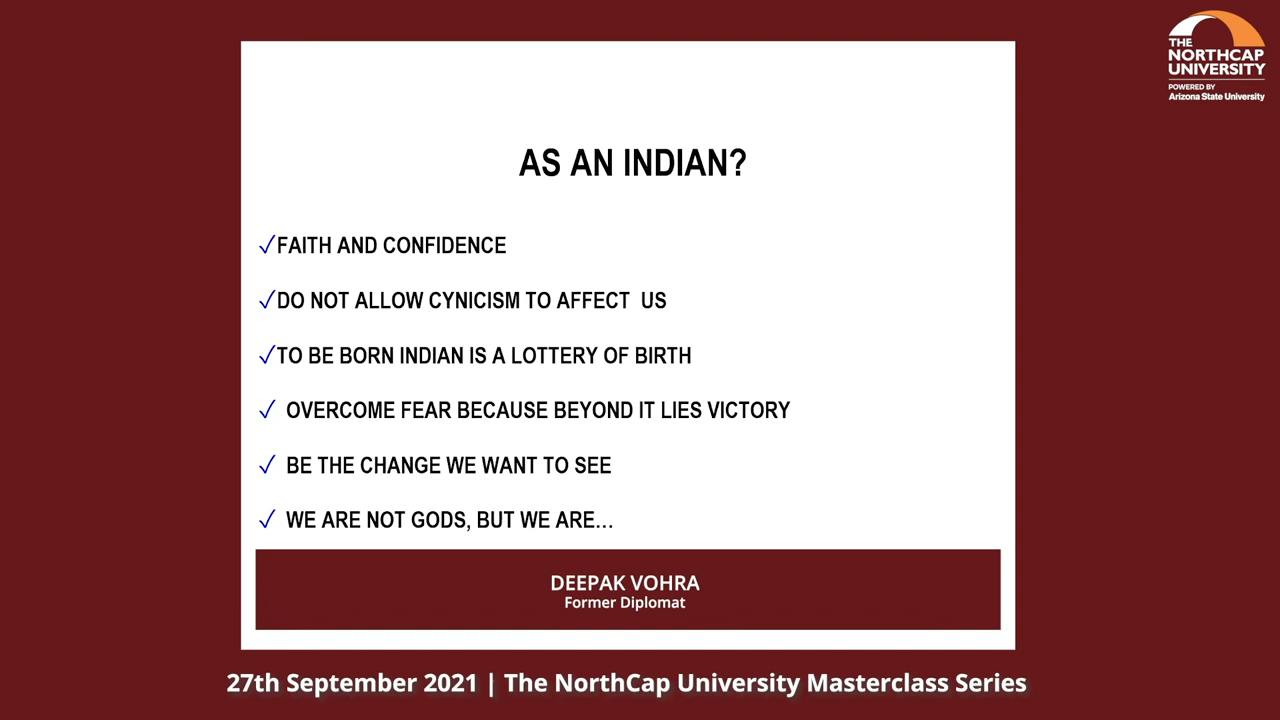 THE
NORTHCAP
UNIVERSITY
POWERED BY
Arizona State University
AS AN INDIAN?
✓FAITH AND CONFIDENCE
✓DO NOT ALLOW CYNICISM TO AFFECT  US
✓TO BE BORN INDIAN IS A LOTTERY OF BIRTH
✓ OVERCOME FEAR BECAUSE BEYOND IT LIES VICTORY
✓ BE THE CHANGE WE WANT TO SEE
✓ WE ARE NOT GODS, BUT WE ARE...
DEEPAK VOHRA
Former Diplomat
27th September 2021 | The NorthCap University Masterclass Series